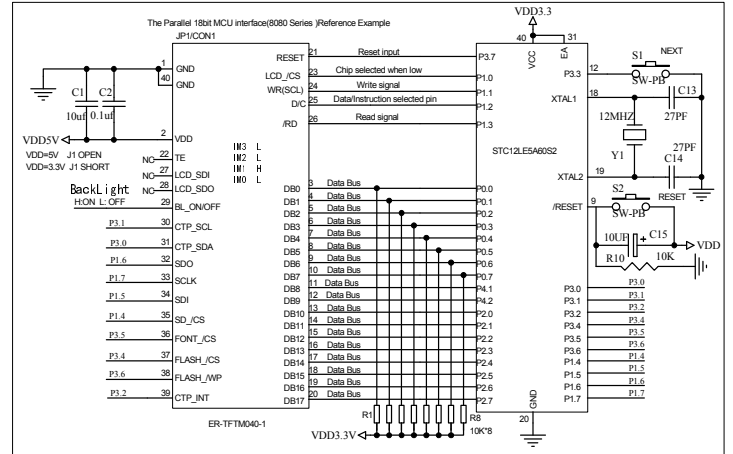 The Parallel 18bit MCU interface(8080 Series )Reference Example
JP1/CON1
VDD3.3
40
31
VCC
EA
S1
NEXT
SW-PB
1
GND
40
GND
C1
C2
10uf
0.1uf
VDD5V
2
VDD
VDD=5V J1 OPEN
VDD=3.3V J1 SHORT
NC
22
TE
NC
27
LCD_SDI
NC
28
LCD_SDO
BackLight
H:ON L: OFF
29
BL_ON/OFF
P3.1
30
CTP_SCL
P3.0
31
CTP_SDA
P1.6
32
SDO
P1.7
33
SCLK
P1.5
34
SDI
P1.4
35
SD_/CS
P3.5
36
FONT_/CS
P3.4
37
FLASH_/CS
P3.6
38
FLASH_/WP
P3.2
39
CTP_INT
ER-TFTM040-1
IM3 L
IM2 L
IM1 H
IM0 L
RESET
21
Reset input
P3.7
LCD_/CS
23
Chip selected when low
P1.0
WR(SCL)
24
Write signal
P1.1
D/C
25
Data/Instruction selected pin
P1.2
/RD
26
Read signal
P1.3
DB0
3
Data Bus
P0.0
DB1
4
Data Bus
P0.1
DB2
5
Data Bus
P0.2
DB3
6
Data Bus
P0.3
DB4
7
Data Bus
P0.4
DB5
8
Data Bus
P0.5
DB6
9
Data Bus
P0.6
DB7
10
Data Bus
P0.7
DB8
11
Data Bus
P4.1
DB9
12
Data Bus
P4.2
DB10
13
Data Bus
P2.0
DB11
14
Data Bus
P2.1
DB12
15
Data Bus
P2.2
DB13
16
Data Bus
P2.3
DB14
17
Data Bus
P2.4
DB15
18
Data Bus
P2.5
DB16
19
Data Bus
P2.6
DB17
20
Data Bus
P2.7
R1
R8
10K*8
VDD3.3V
STC12LE5A60S2
P3.3
12
XTAL1
18
12MHZ
C13
27PF
Y1
27PF
C14
XTAL2
19
RESET
S2
/RESET
9
SW-PB
10UF
+
C15
VDD
R10
10K
P3.0
P3.0
P3.1
P3.1
P3.2
P3.2
P3.4
P3.4
P3.5
P3.5
P3.6
P3.6
P1.4
P1.4
P1.5
P1.5
P1.6
P1.6
P1.7
P1.7
GND
20